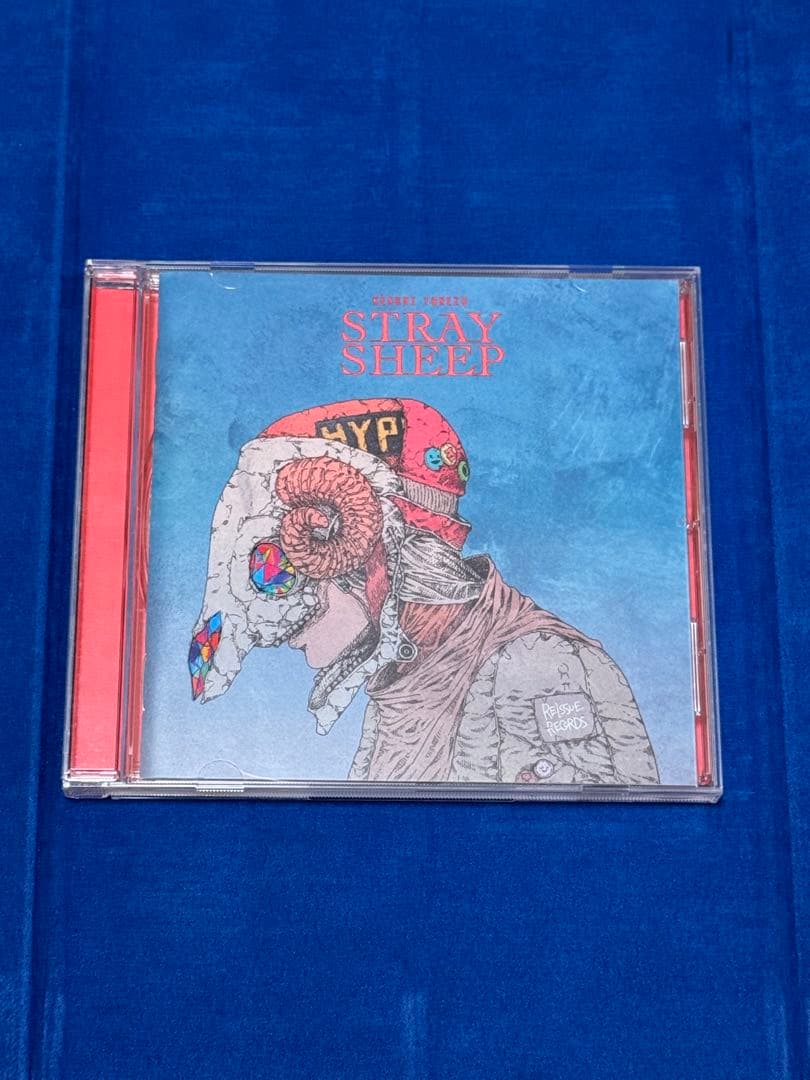 KENSHI YONEZU
STRAY
SHEEP
HYP
REISSUE
RECORDS